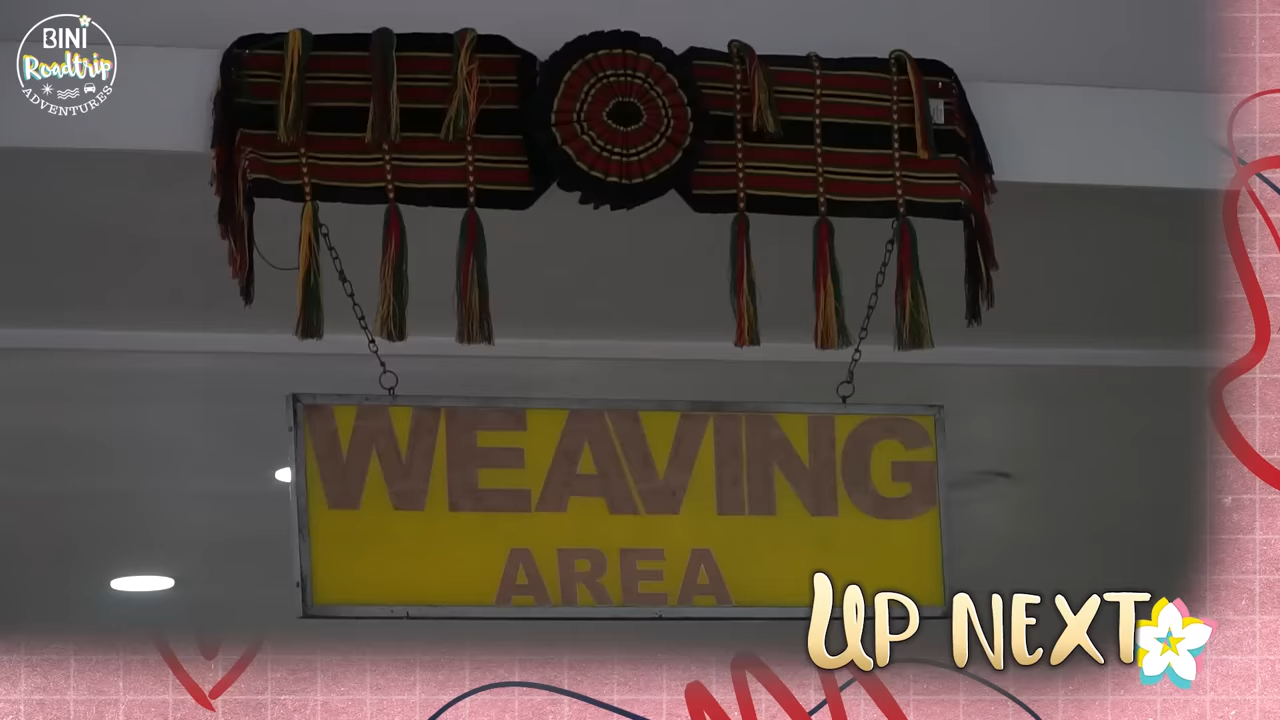 BINI
Roadtrip
ADVENTURES
WEAVING
AREA
UP NEXT